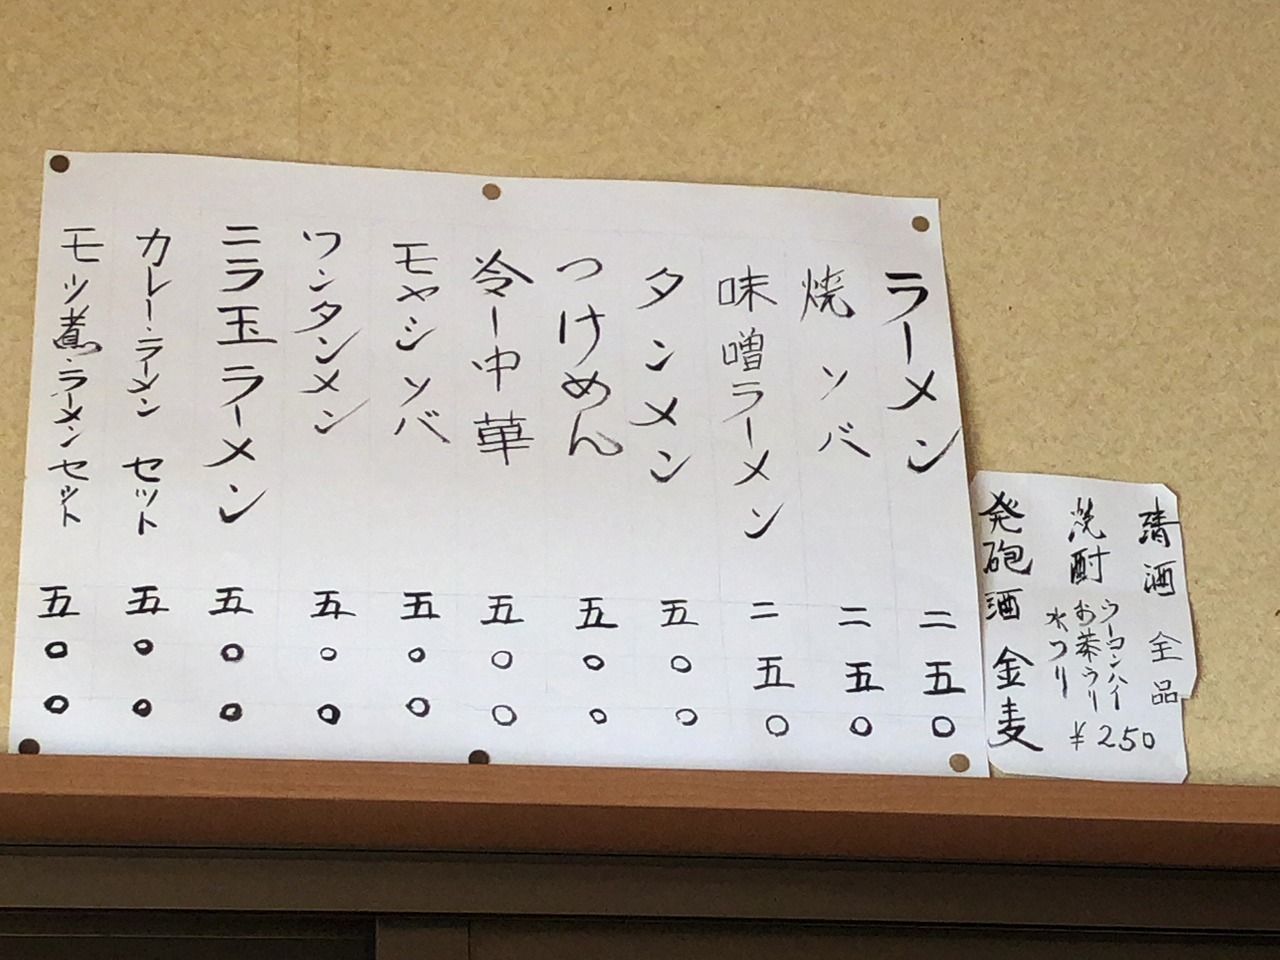 ラーメン 二五〇
焼ソバ 二五〇
味噌ラーメン 二五〇
タンメン 五〇〇
つけめん 五〇〇
冷し中華 五〇〇
モヤシソバ 五〇〇
ワンタンメン 五〇〇
ニラ玉ラーメン 五〇〇
カレー・ラーメン セット 五〇〇
モツ煮・ラーメンセット 五〇〇
清酒 全品
焼酎 ウーロンハイ
お茶ワリ
水ワリ
¥250
発砲酒 金麦